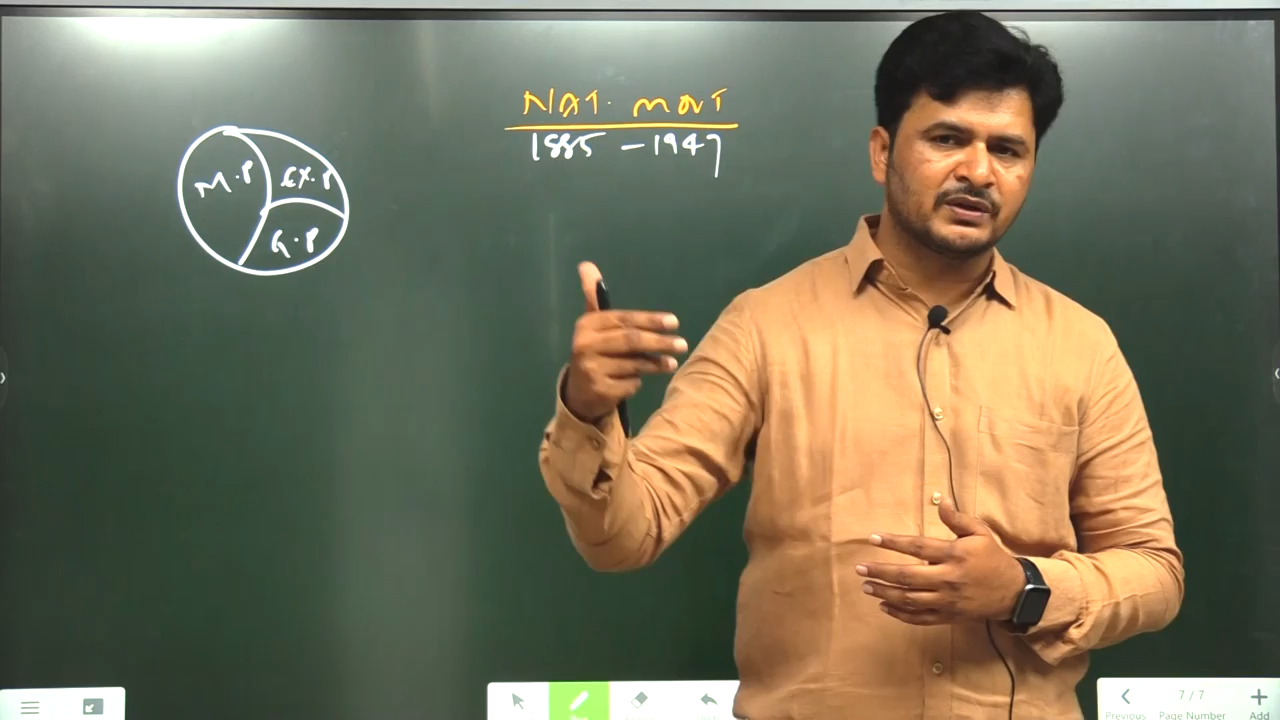 NAT. MOVT
1885 – 1947
M.P
EX.P
G.P
Previous
7/7
Page Number
Add